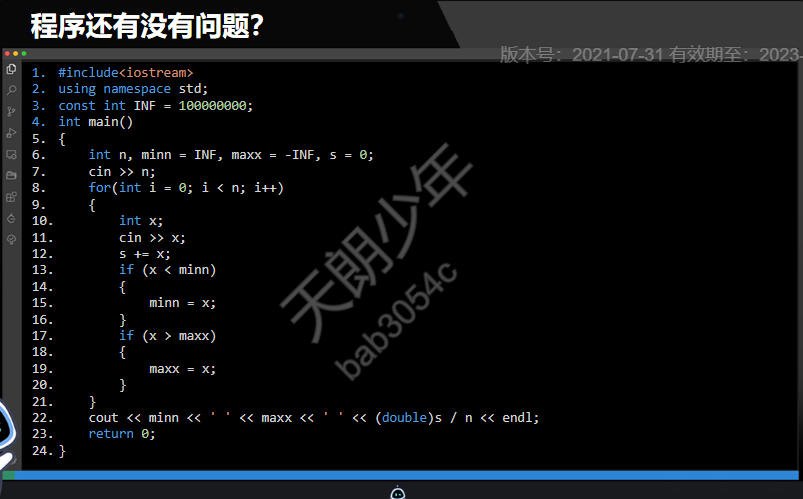 程序还有没有问题?
版本号：2021-07-31 有效期至：2023-
1. #include<iostream>
2. using namespace std;
3. const int INF = 100000000;
4. int main()
5. {
6. int n, minn = INF, maxx = -INF, s = 0;
7. cin >> n;
8. for(int i = 0; i < n; i++)
9. {
10. int x;
11. cin >> x;
12. s += x;
13. if (x < minn)
14. {
15. minn = x;
16. }
17. if (x > maxx)
18. {
19. maxx = x;
20. }
21. }
22. cout << minn << ' ' << maxx << ' ' << (double)s / n << endl;
23. return 0;
24. }
天朗少年
bab3054c